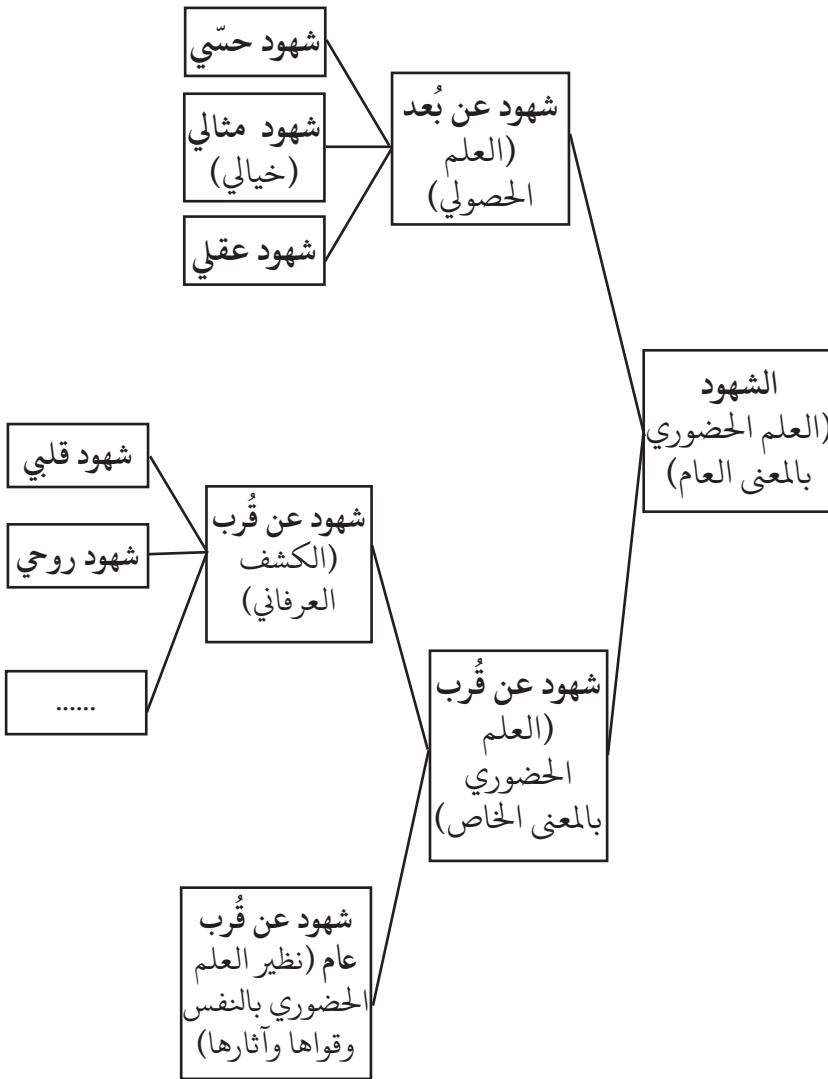 الشهود
(العلم الحضوري
بالمعنى العام)
شهود عن بُعد
(العلم
الحصولي)
شهود حسّي
شهود مثالي
(خيالي)
شهود عقلي
شهود عن قُرب
(العلم
الحضوري
بالمعنى الخاص)
شهود عن قُرب
(الكشف
العرفاني)
شهود قلبي
شهود روحي
......
شهود عن قُرب
عام (نظير العلم
الحضوري بالنفس
وقواها وآثارها)